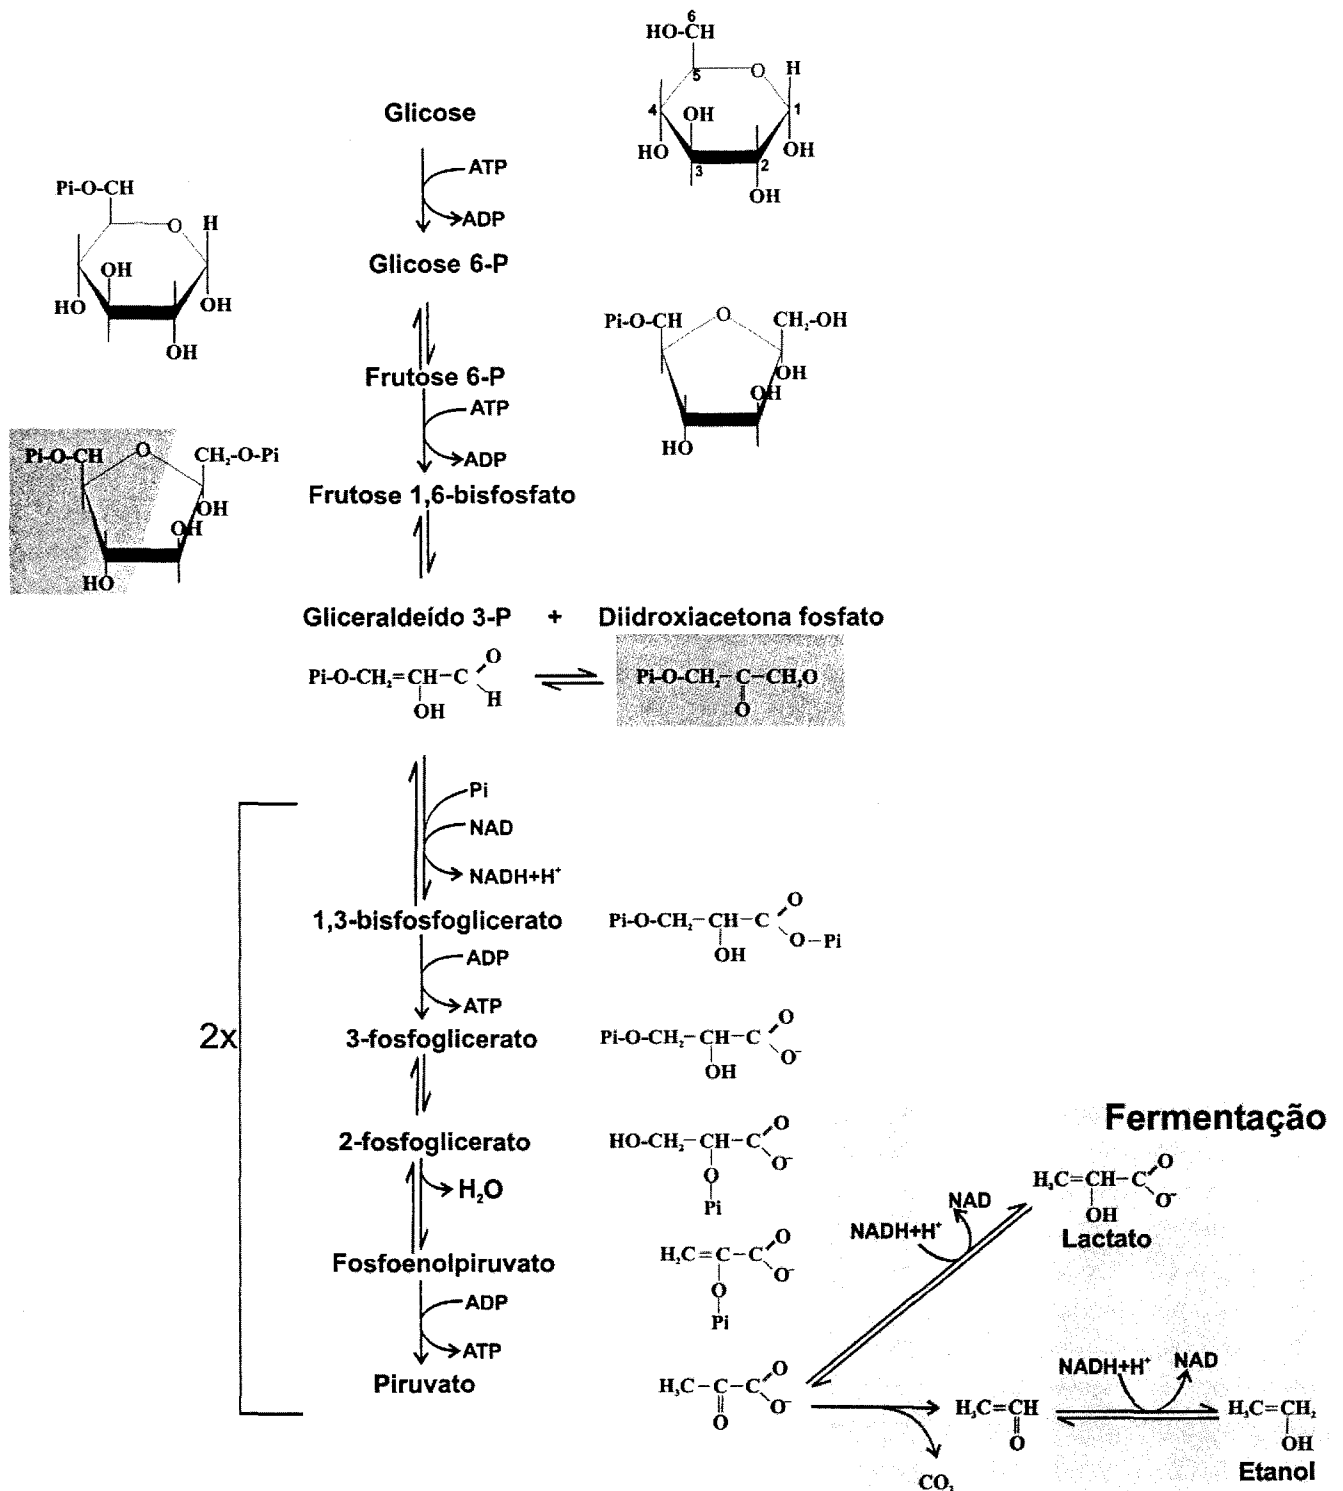 Glicose
ATP
ADP
Glicose 6-P
Frutose 6-P
ATP
ADP
Frutose 1,6-bisfosfato
Gliceraldeído 3-P + Diidroxiacetona fosfato
Pi
NAD
NADH+H⁺
1,3-bisfosfoglicerato
ADP
ATP
2x
3-fosfoglicerato
2-fosfoglicerato
H₂O
Fosfoenolpiruvato
ADP
ATP
Piruvato
6
HO-CH
5
O
H
4
OH
1
HO
3
2
OH
OH
Pi-O-CH
O
H
OH
HO
OH
OH
Pi-O-CH
O
CH₂-OH
OH
OH
HO
Pi-O-CH
O
CH₂-O-Pi
OH
OH
HO
Pi-O-CH₂=CH-C
O
H
OH
Pi-O-CH₂-C-CH₂O
O
Pi-O-CH₂-CH-C
O
O-Pi
OH
Pi-O-CH₂-CH-C
O
O⁻
OH
HO-CH₂-CH-C
O
O⁻
O
Pi
H₂C=C-C
O
O⁻
O
Pi
H₃C-C-C
O
O⁻
O
Fermentação
NADH+H⁺
NAD
H₃C=CH-C
O
O⁻
OH
Lactato
CO₂
H₃C=CH
O
NADH+H⁺
NAD
H₃C=CH₂
OH
Etanol